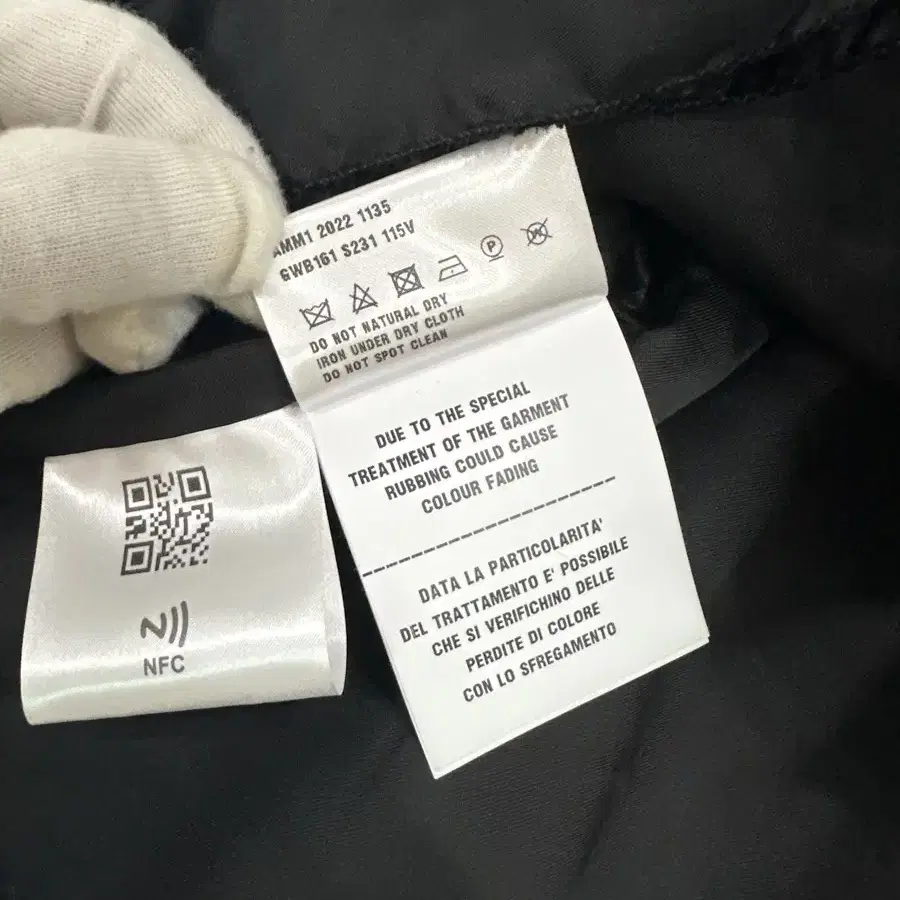 AMM1 2022 1135
GWB161 S231 115V
P
W
DO NOT NATURAL DRY
IRON UNDER DRY CLOTH
DO NOT SPOT CLEAN
DUE TO THE SPECIAL
TREATMENT OF THE GARMENT
RUBBING COULD CAUSE
COLOUR FADING
DATA LA PARTICOLARITA'
DEL TRATTAMENTO E' POSSIBILE
CHE SI VERIFICHINO DELLE
PERDITE DI COLORE
CON LO SFREGAMENTO
NFC